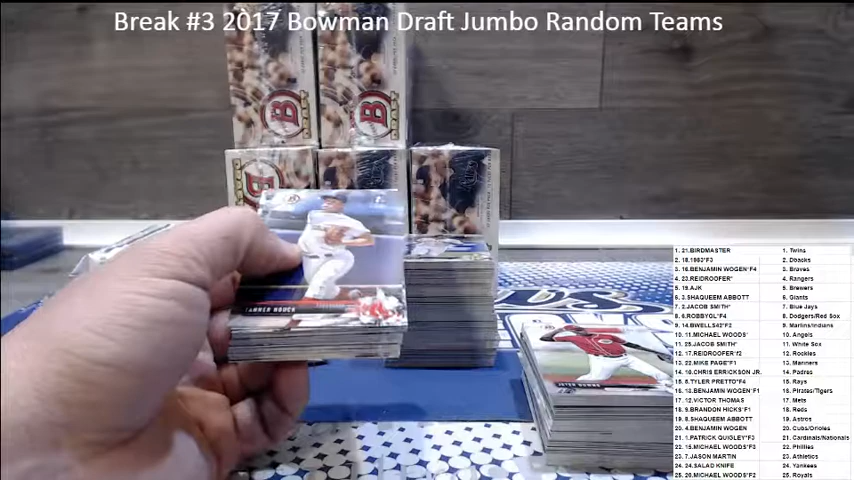 Break #3 2017 Bowman Draft Jumbo Random Teams
TANNER HOUCK
JETER DOWNS
1. 21.BIRDMASTER 1. Twins
2. 18.1983*F3 2. Dbacks
3. 16.BENJAMIN WOGEN*F4 3. Braves
4. 23.REIDROOFER* 4. Rangers
5. 19.AJK 5. Brewers
6. 3.SHAQUEEM ABBOTT 6. Giants
7. 2.JACOB SMITH* 7. Blue Jays
8. Dodgers/Red Sox
9. 14.BWELLS42*F2 9. Marlins/Indians
10. 11.MICHAEL WOODS* 10. Angels
11. 25.JACOB SMITH* 11. White Sox
12. 17.REIDROOFER*f2 12. Rockies
13. 22.MIKE PAGE*F1 13. Mariners
14. 10.CHRIS ERRICKSON JR. 14. Padres
15. 6.TYLER PRETTO*F4 15. Rays
16. 13.BENJAMIN WOGEN*F1 16. Pirates/Tigers
17. 12.VICTOR THOMAS 17. Mets
18. 9.BRANDON HICKS*F1 18. Reds
19. 8.SHAQUEEM ABBOTT* 19. Astros
20. 4.BENJAMIN WOGEN 20. Cubs/Orioles
21. 1.PATRICK QUIGLEY*F3 21. Cardinals/Nationals
22. 15.MICHAEL WOODS*F2 22. Phillies
23. 7.JASON MARTIN 23. Athletics
24. 24.SALAD KNIFE 24. Yankees
25. 20.MICHAEL WOODS*F2 25. Royals